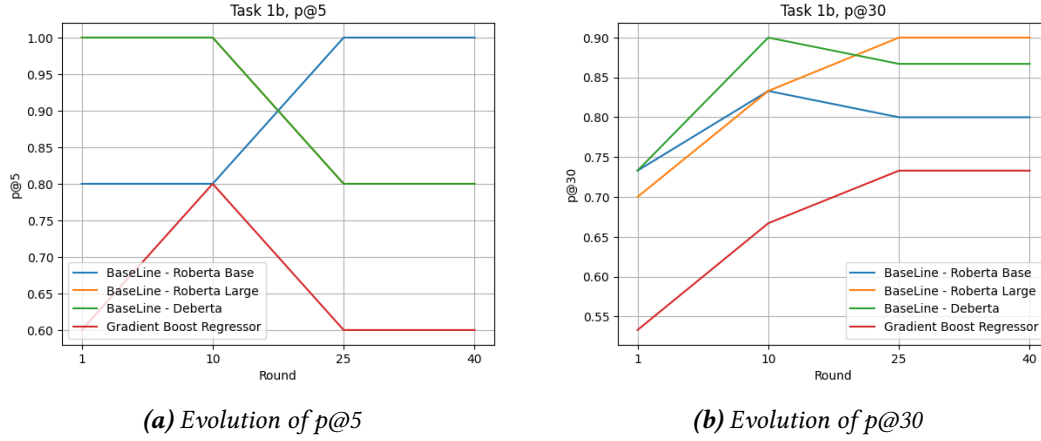 Task 1b, p@5
1.00
0.95
0.90
0.85
0.80
0.75
0.70
0.65
0.60
p@5
BaseLine - Roberta Base
BaseLine - Roberta Large
BaseLine - Deberta
Gradient Boost Regressor
1 10 25 40
Round
(a) Evolution of p@5
Task 1b, p@30
0.90
0.85
0.80
0.75
0.70
0.65
0.60
0.55
p@30
BaseLine - Roberta Base
BaseLine - Roberta Large
BaseLine - Deberta
Gradient Boost Regressor
1 10 25 40
Round
(b) Evolution of p@30